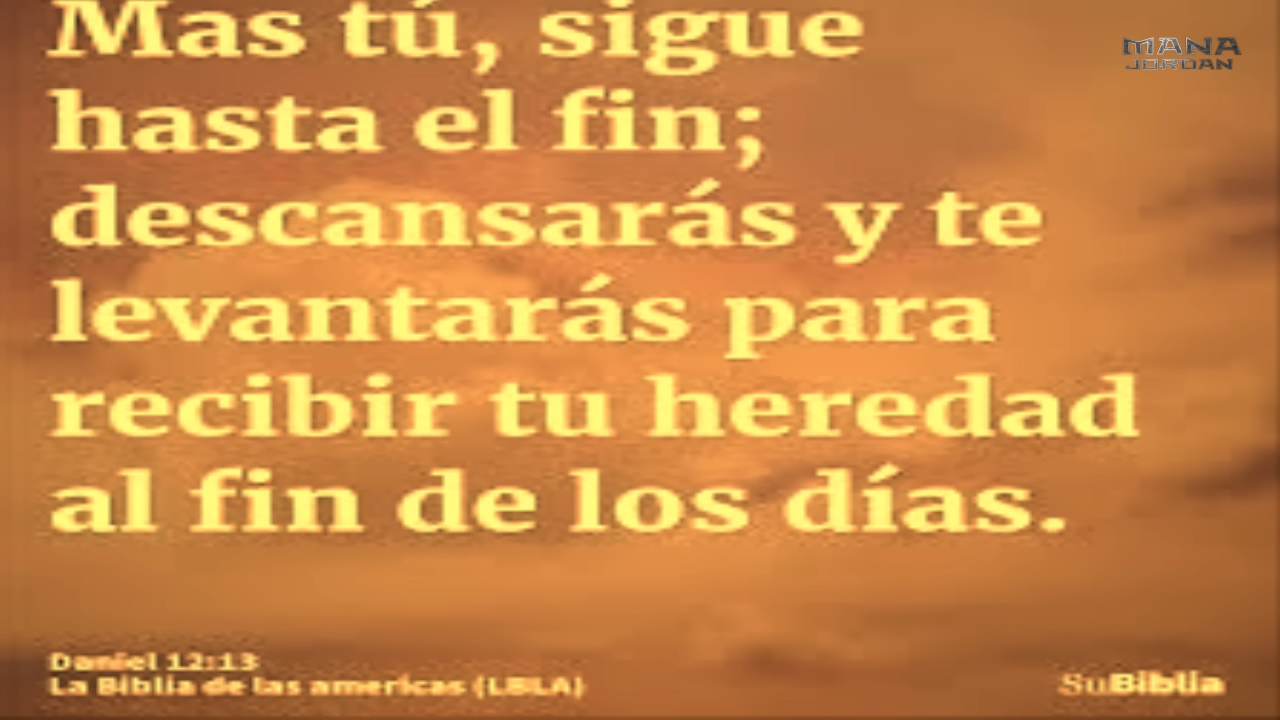 Mas tú, sigue
MANA
JORDAN
hasta el fin;
descansarás y te
levantarás para
recibir tu heredad
al fin de los días.
Daniel 12:13
La Biblia de las americas (LBLA)
SuBiblia